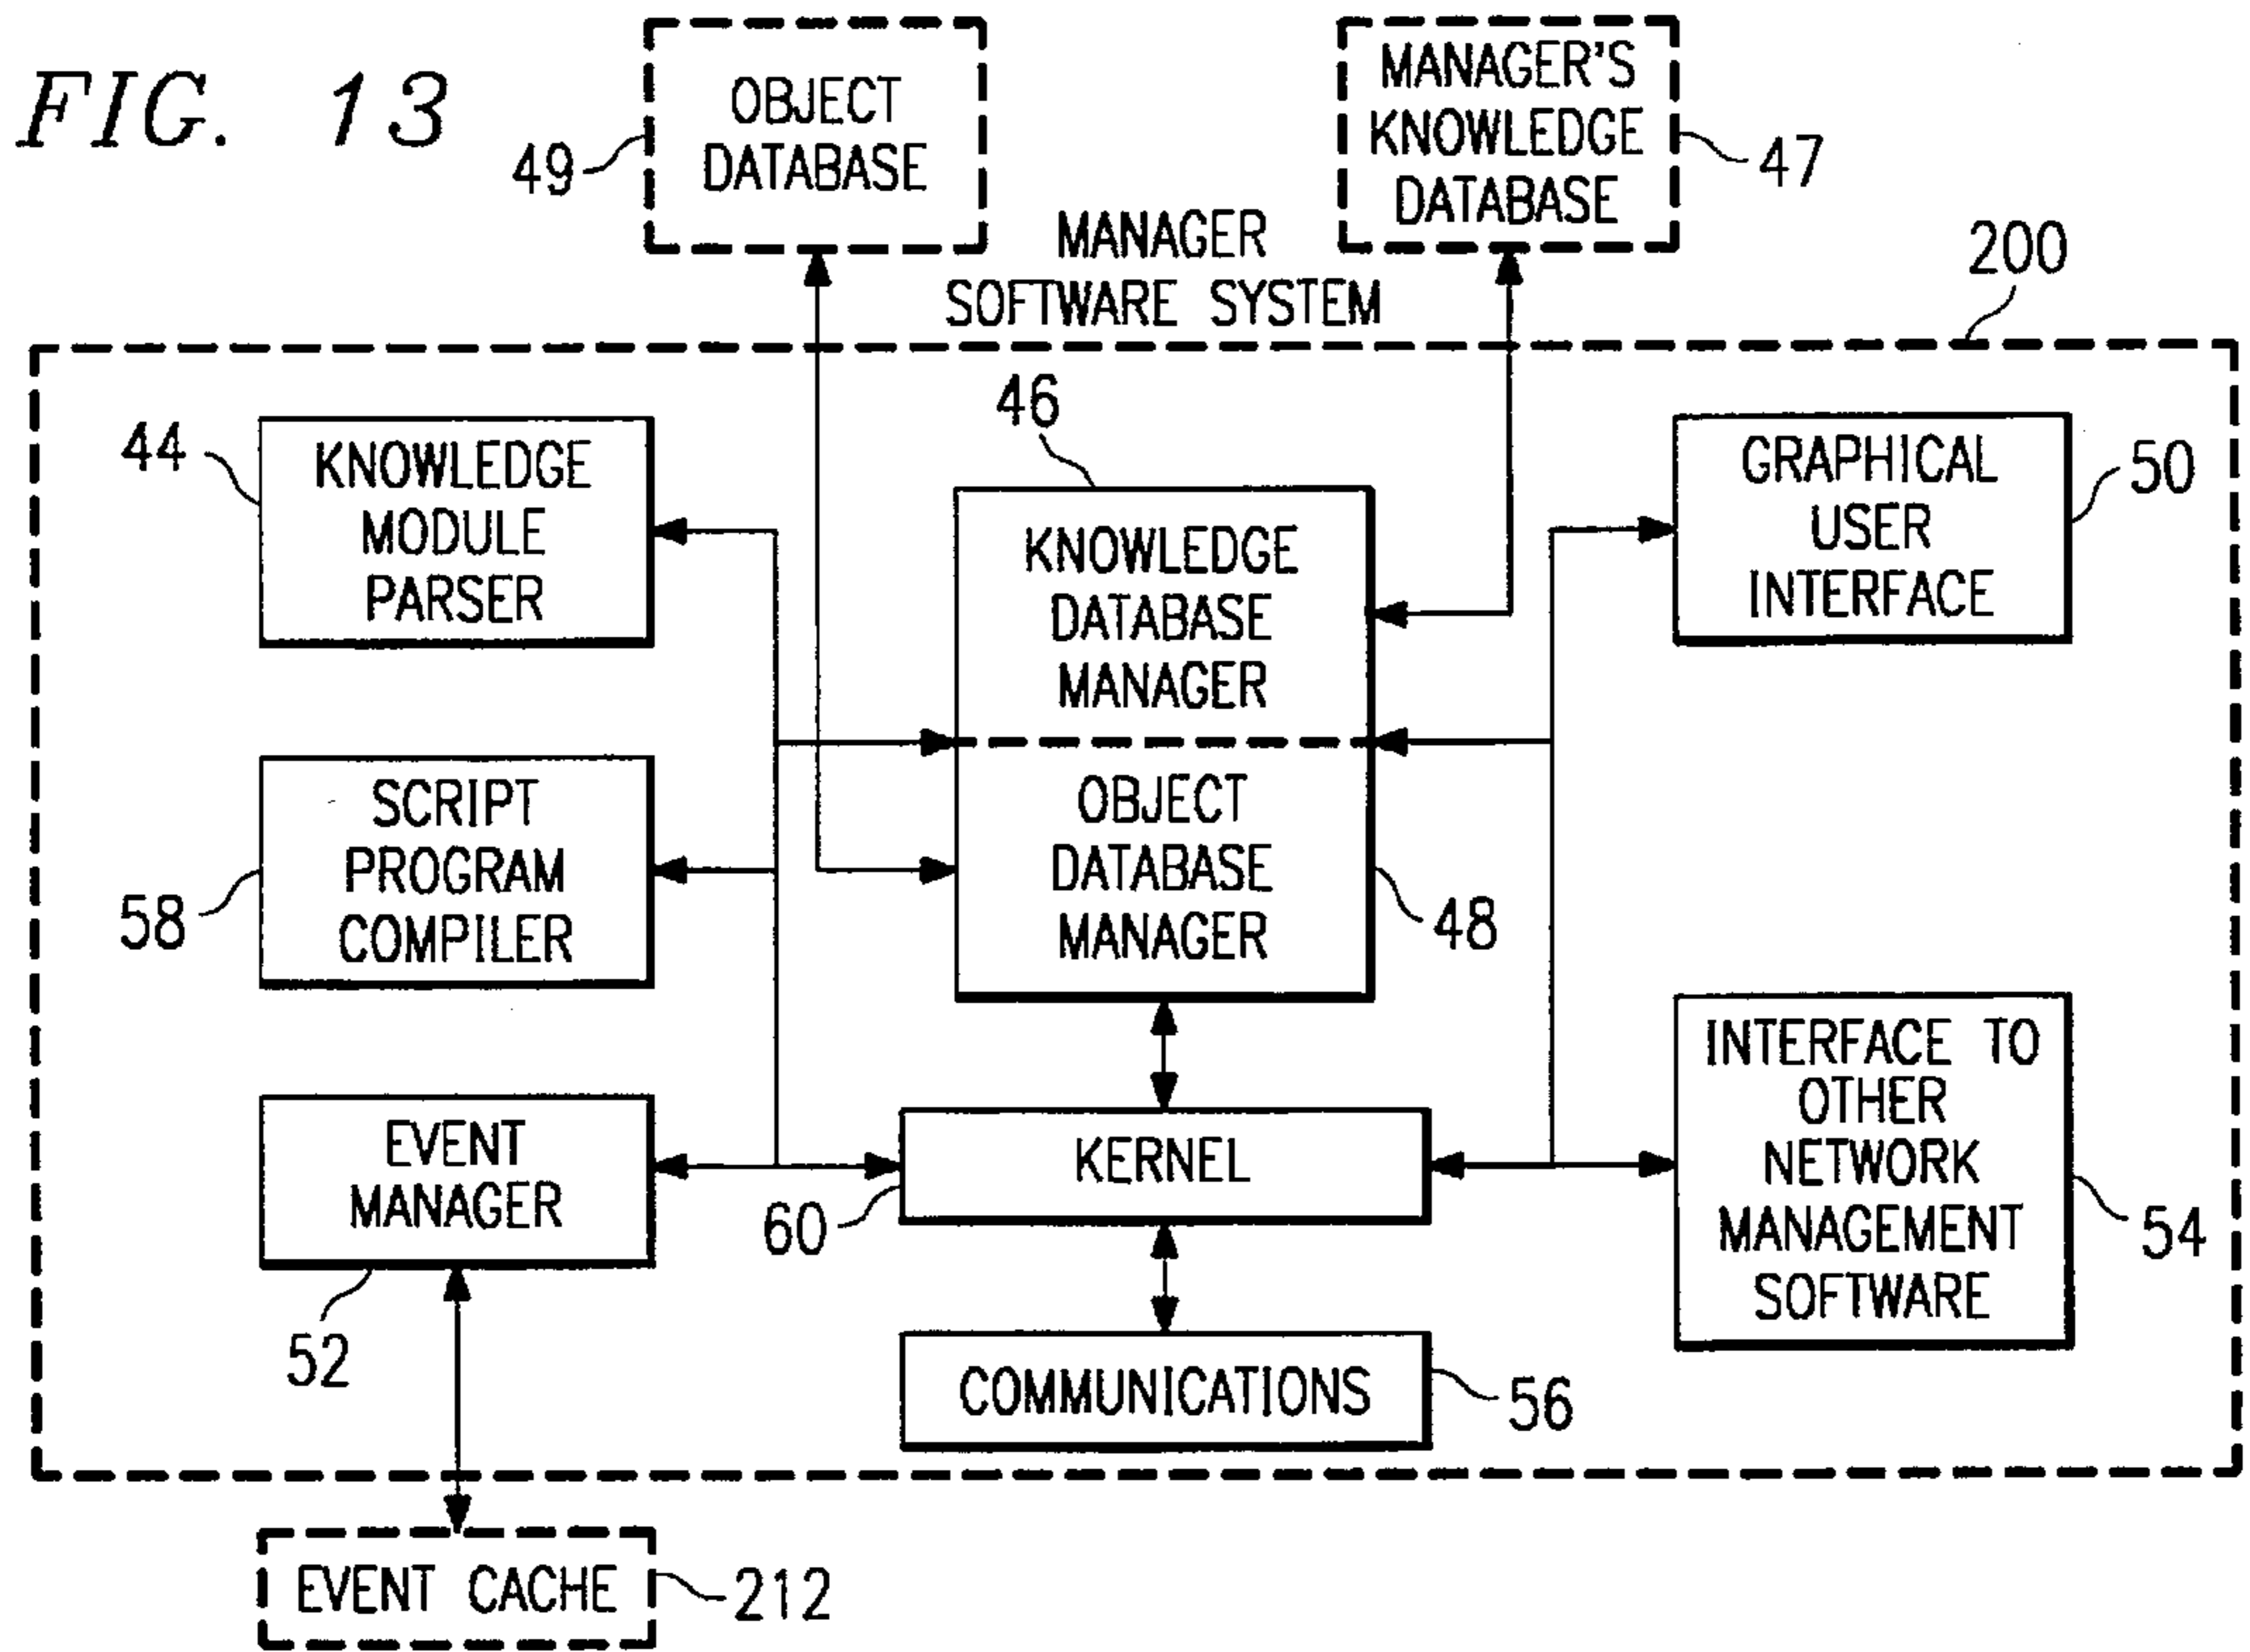 FIG. 13
OBJECT
DATABASE
49
MANAGER'S
KNOWLEDGE
DATABASE
47
MANAGER
SOFTWARE SYSTEM
200
44
KNOWLEDGE
MODULE
PARSER
46
KNOWLEDGE
DATABASE
MANAGER
GRAPHICAL
USER
INTERFACE
50
SCRIPT
PROGRAM
COMPILER
58
OBJECT
DATABASE
MANAGER
48
EVENT
MANAGER
52
KERNEL
60
INTERFACE TO
OTHER
NETWORK
MANAGEMENT
SOFTWARE
54
COMMUNICATIONS
56
EVENT CACHE
212